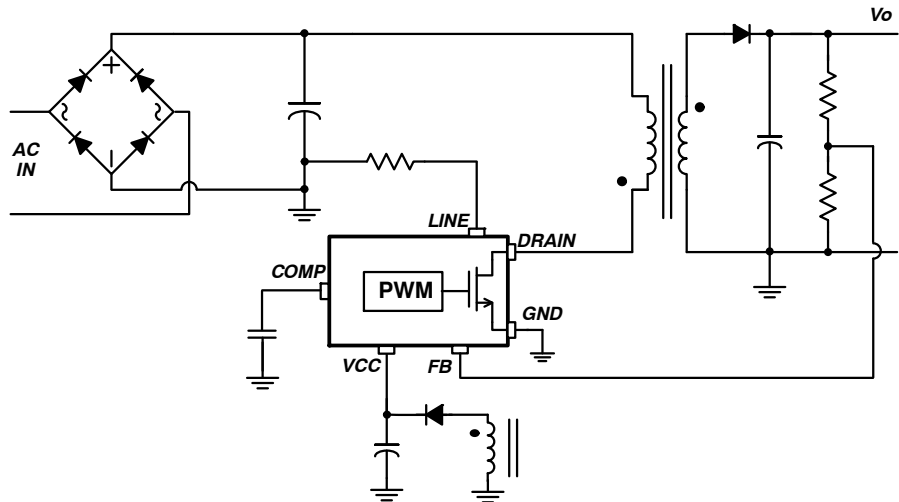 Vo
AC
IN
LINE
DRAIN
COMP
PWM
GND
VCC
FB